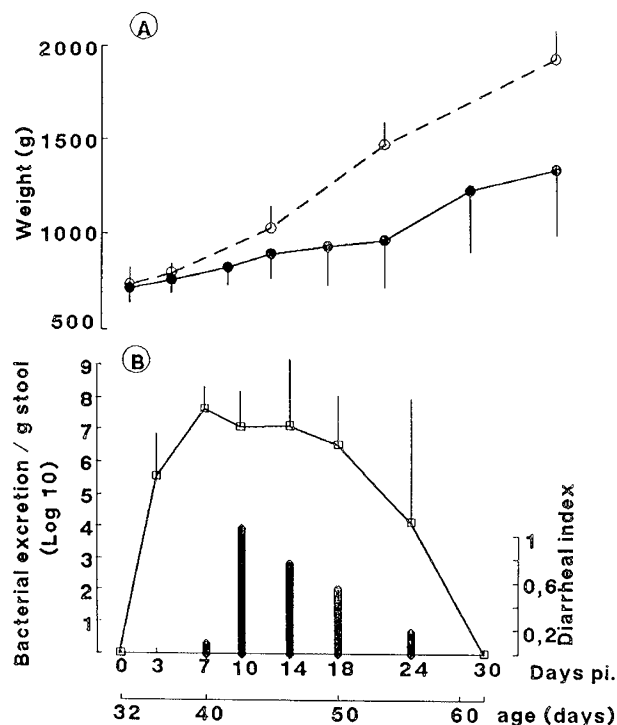 A
2000
1500
1000
500
Weight (g)
B
9
8
7
6
5
4
3
2
1
Bacterial excretion / g stool
(Log 10)
1
0,6
0,2
Diarrheal index
0 3 7 10 14 18 24 30 Days pi.
32 40 50 60 age (days)